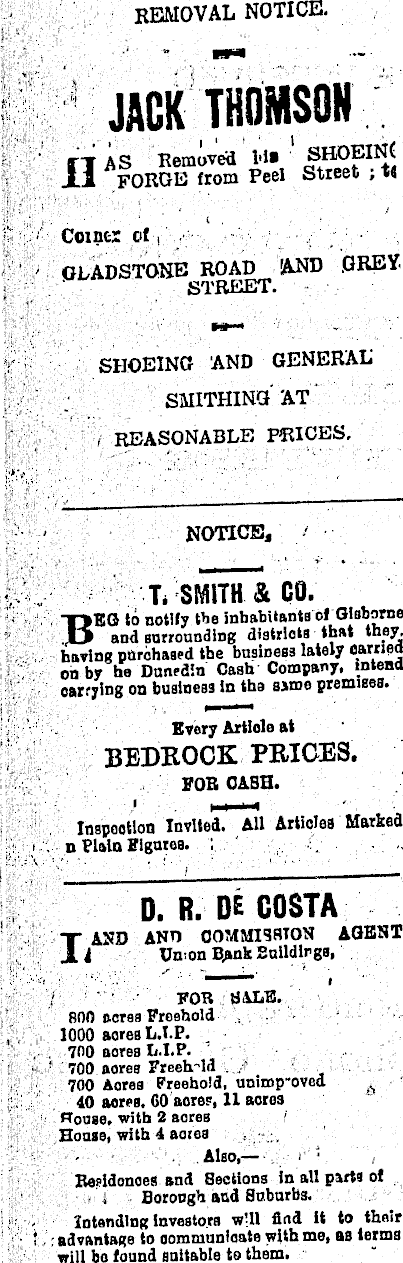 REMOVAL NOTICE.
JACK THOMSON
HAS Removed his SHOEING
FORGE from Peel Street ; to
Corner of
GLADSTONE ROAD AND GREY
STREET.
SHOEING AND GENERAL
SMITHING AT
REASONABLE PRICES.
NOTICE,
T. SMITH & CO.
BEG to notify the inhabitants of Gisborne
and surrounding districts that they,
having purchased the business lately carried
on by he Dunedin Cash Company, intend
carrying on business in the same premises.
Every Article at
BEDROCK PRICES.
FOR CASH.
Inspection Invited. All Articles Marked
n Plain Figures.
D. R. DE COSTA
LAND AND COMMISSION AGENT
Union Bank Buildings,
FOR SALE.
800 acres Freehold
1000 acres L.I.P.
700 acres L.I.P.
700 acres Freehold
700 Acres Freehold, unimproved
40 acres, 60 acres, 11 acres
House, with 2 acres
House, with 4 acres
Also,—
Residences and Sections in all parts of
Borough and Suburbs.
Intending Investors will find it to their
advantage to communicate with me, as terms
will be found suitable to them.